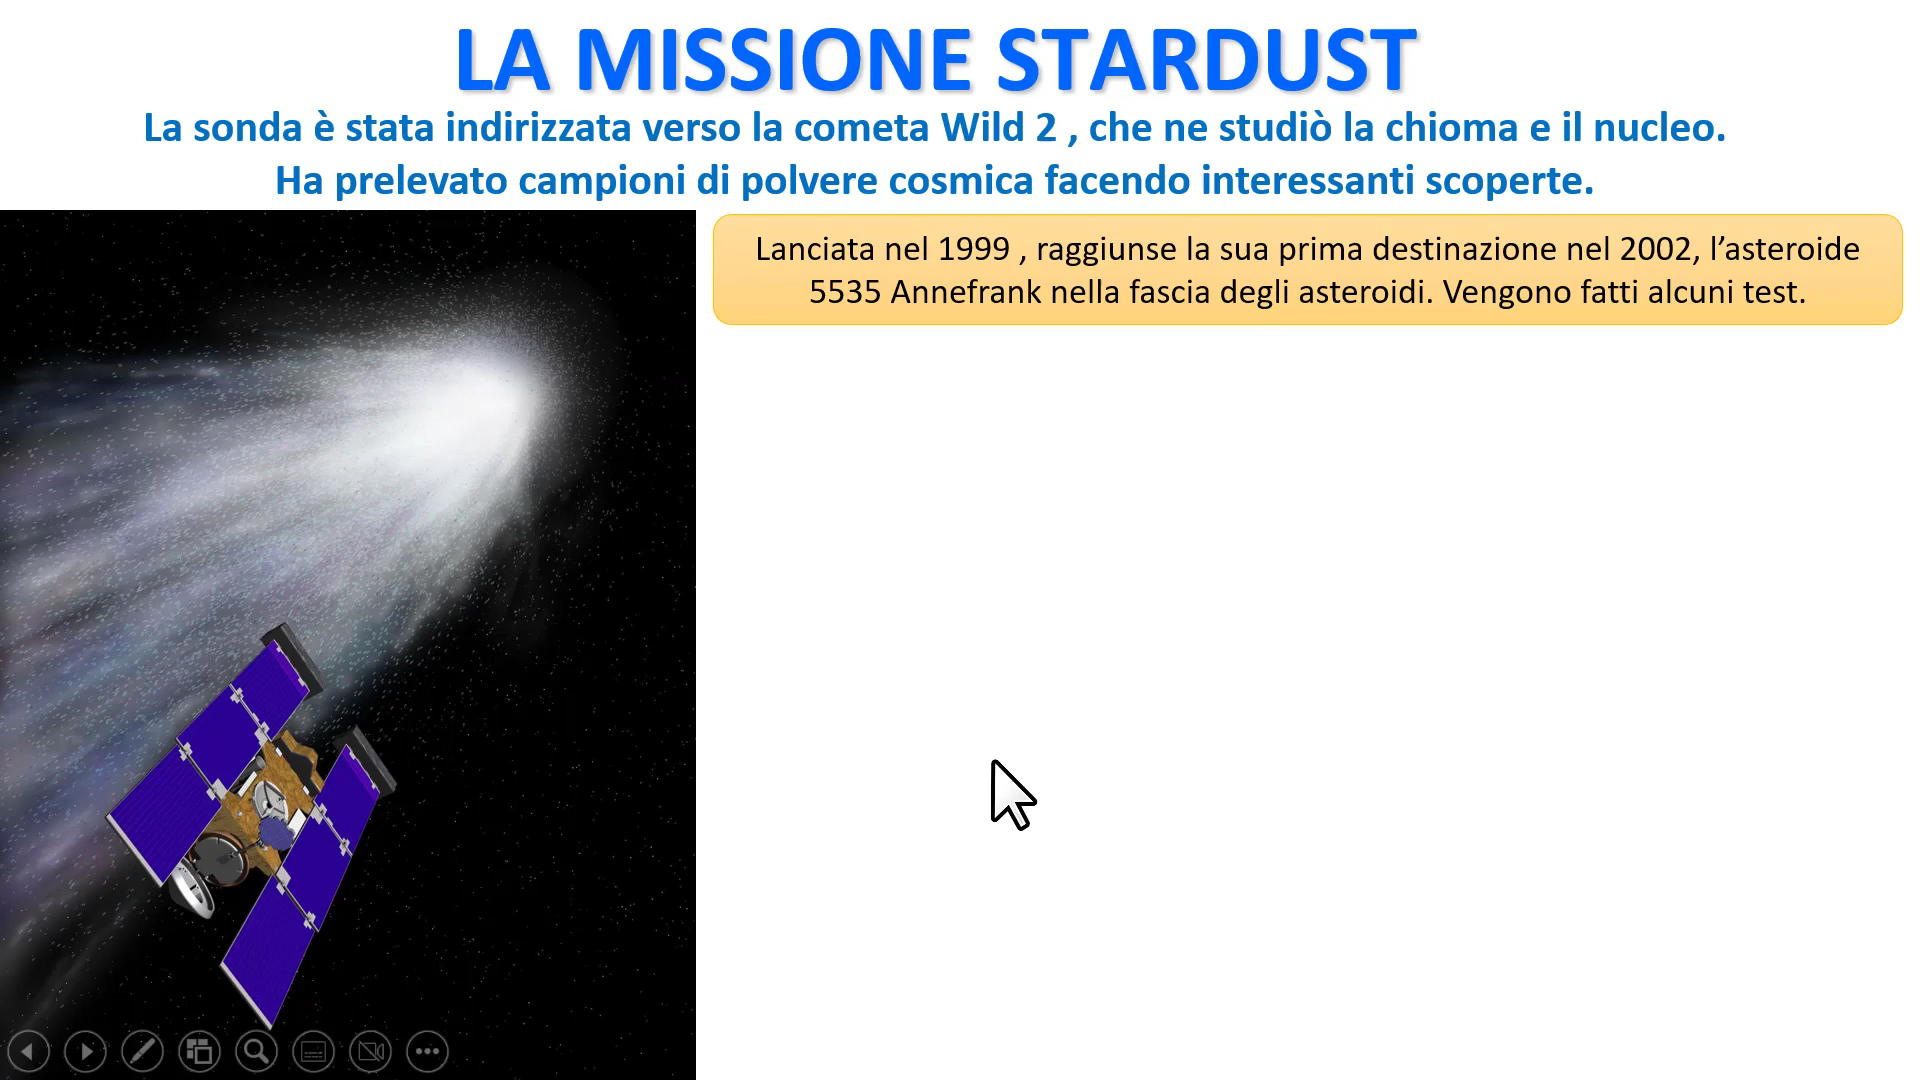 LA MISSIONE STARDUST
La sonda è stata indirizzata verso la cometa Wild 2 , che ne studiò la chioma e il nucleo.
Ha prelevato campioni di polvere cosmica facendo interessanti scoperte.
Lanciata nel 1999 , raggiunse la sua prima destinazione nel 2002, l’asteroide
5535 Annefrank nella fascia degli asteroidi. Vengono fatti alcuni test.